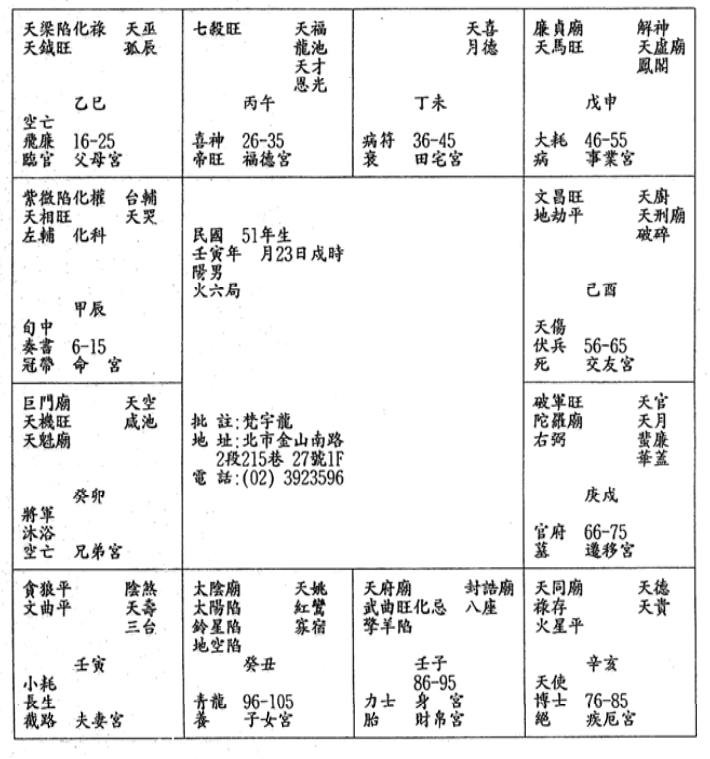 天梁陷化祿 天巫
天鉞旺 孤辰
乙巳
空亡
飛廉 16-25
臨官 父母宮
七殺旺 天福
龍池
天才
恩光
丙午
喜神 26-35
帝旺 福德宮
天喜
月德
丁未
病符 36-45
衰 田宅宮
廉貞廟 解神
天馬旺 天虛廟
鳳閣
戊申
大耗 46-55
病 事業宮
紫微陷化權 台輔
天相旺 天哭
左輔 化科
甲辰
旬中
奏書 6-15
冠帶 命 宮
民國 51年生
壬寅年 月23日戍時
陽男
火六局
批 註:梵宇龍
地 址:北市金山南路
2段215巷 27號1F
電 話:(02) 3923596
文昌旺 天廚
地劫平 天刑廟
破碎
己酉
天傷
伏兵 56-65
死 交友宮
巨門廟 天空
天機旺 咸池
天魁廟
癸卯
將軍
沐浴
空亡 兄弟宮
破軍旺 天官
陀羅廟 天月
右弼 蜚廉
華蓋
庚戍
官府 66-75
墓 遷移宮
貪狼平 陰煞
文曲平 天壽
三台
壬寅
小耗
長生
截路 夫妻宮
太陰廟 天姚
太陽陷 紅鸞
鈴星陷 寡宿
地空陷
癸丑
青龍 96-105
養 子女宮
天府廟 封誥廟
武曲旺化忌 八座
擎羊陷
壬子
86-95
力士 身 宮
胎 財帛宮
天同廟 天德
祿存 天貴
火星平
辛亥
天使
博士 76-85
絕 疾厄宮